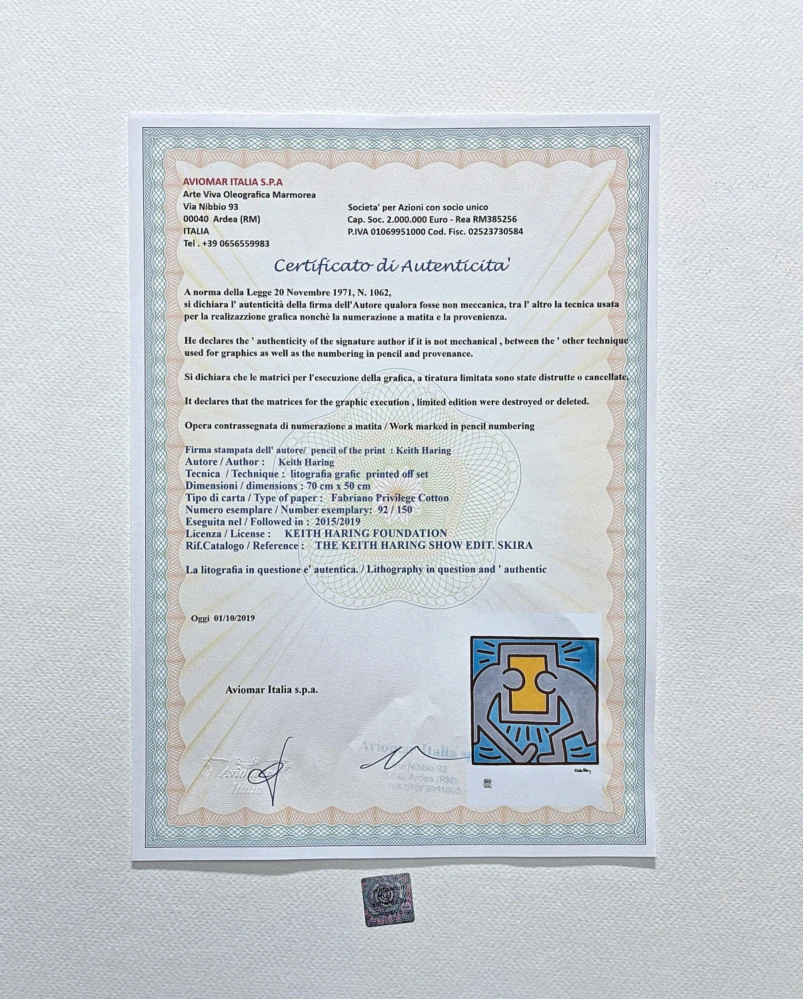 AVIOMAR ITALIA S.P.A
Arte Viva Oleografica Marmorea
Via Nibbio 93
00040 Ardea (RM)
ITALIA
Tel . +39 0656559983
Societa' per Azioni con socio unico
Cap. Soc. 2.000.000 Euro - Rea RM385256
P.IVA 01069951000 Cod. Fisc. 02523730584
Certificato di Autenticita'
A norma della Legge 20 Novembre 1971, N. 1062,
si dichiara l' autenticità della firma dell'Autore qualora fosse non meccanica, tra l' altro la tecnica usata
per la realizazzione grafica nonchè la numerazione a matita e la provenienza.
He declares the ' authenticity of the signature author if it is not mechanical , between the ' other technique
used for graphics as well as the numbering in pencil and provenance.
Si dichiara che le matrici per l'esecuzione della grafica, a tiratura limitata sono state distrutte o cancellate.
It declares that the matrices for the graphic execution , limited edition were destroyed or deleted.
Opera contrassegnata di numerazione a matita / Work marked in pencil numbering
Firma stampata dell' autore/ pencil of the print : Keith Haring
Autore / Author : Keith Haring
Tecnica / Technique : litografia grafic printed off set
Dimensioni / dimensions : 70 cm x 50 cm
Tipo di carta / Type of paper : Fabriano Privilege Cotton
Numero esemplare / Number exemplary: 92 / 150
Eseguita nel / Followed in : 2015/2019
Licenza / License : KEITH HARING FOUNDATION
Rif.Catalogo / Reference : THE KEITH HARING SHOW EDIT. SKIRA
La litografia in questione e' autentica. / Lithography in question and ' authentic
Oggi 01/10/2019
Aviomar Italia s.p.a.
Italia
Nibbio 93
Ardea (RM)
Italia